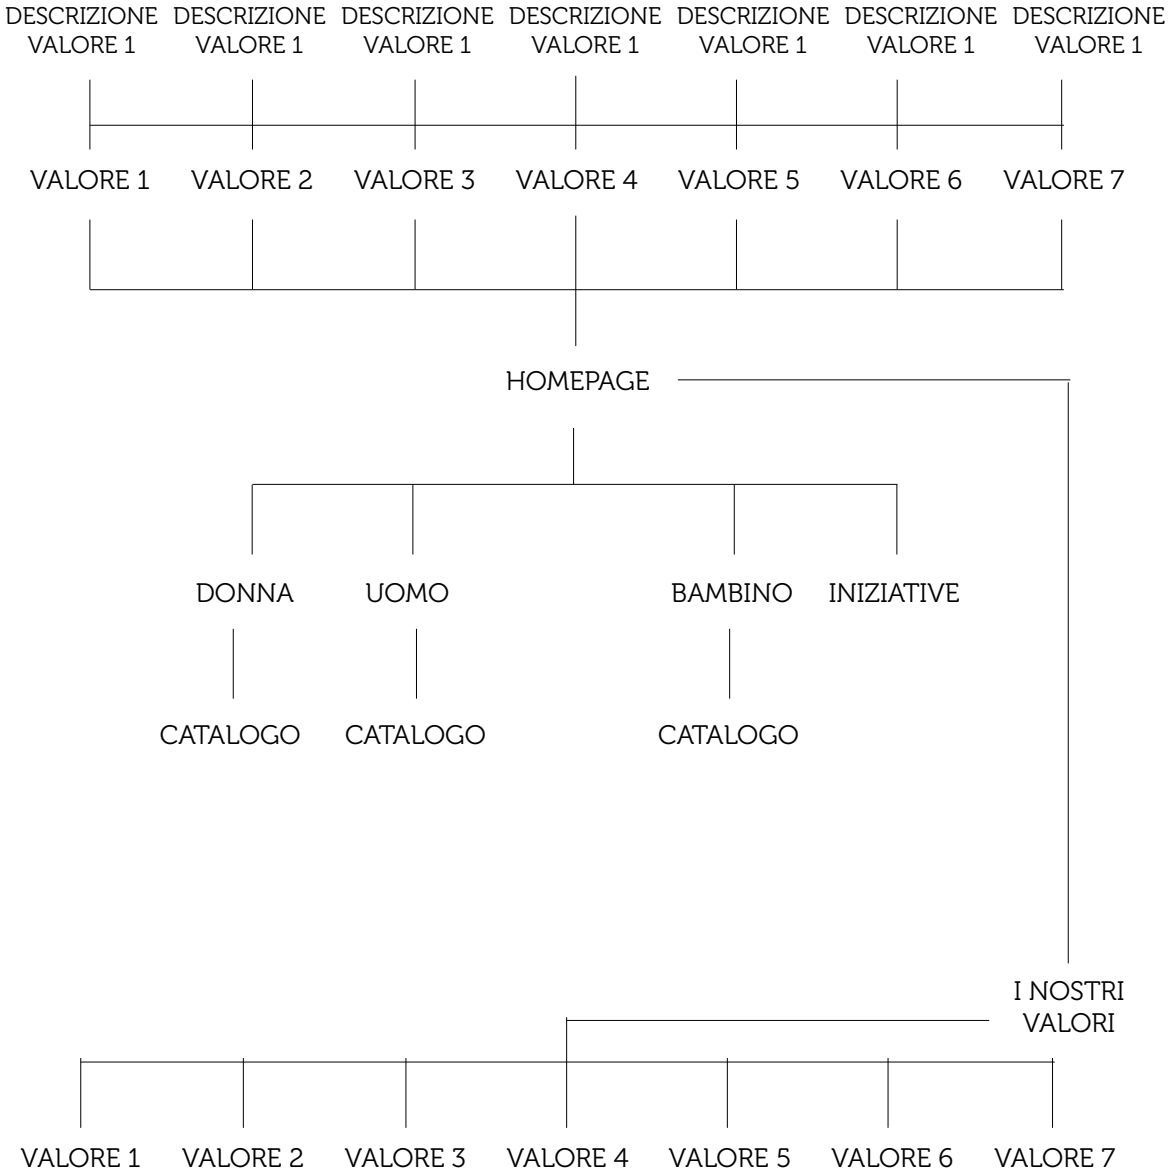 DESCRIZIONE DESCRIZIONE DESCRIZIONE DESCRIZIONE DESCRIZIONE DESCRIZIONE DESCRIZIONE
VALORE 1 VALORE 1 VALORE 1 VALORE 1 VALORE 1 VALORE 1 VALORE 1
VALORE 1 VALORE 2 VALORE 3 VALORE 4 VALORE 5 VALORE 6 VALORE 7
HOMEPAGE
DONNA UOMO BAMBINO INIZIATIVE
CATALOGO CATALOGO CATALOGO
I NOSTRI
VALORI
VALORE 1 VALORE 2 VALORE 3 VALORE 4 VALORE 5 VALORE 6 VALORE 7